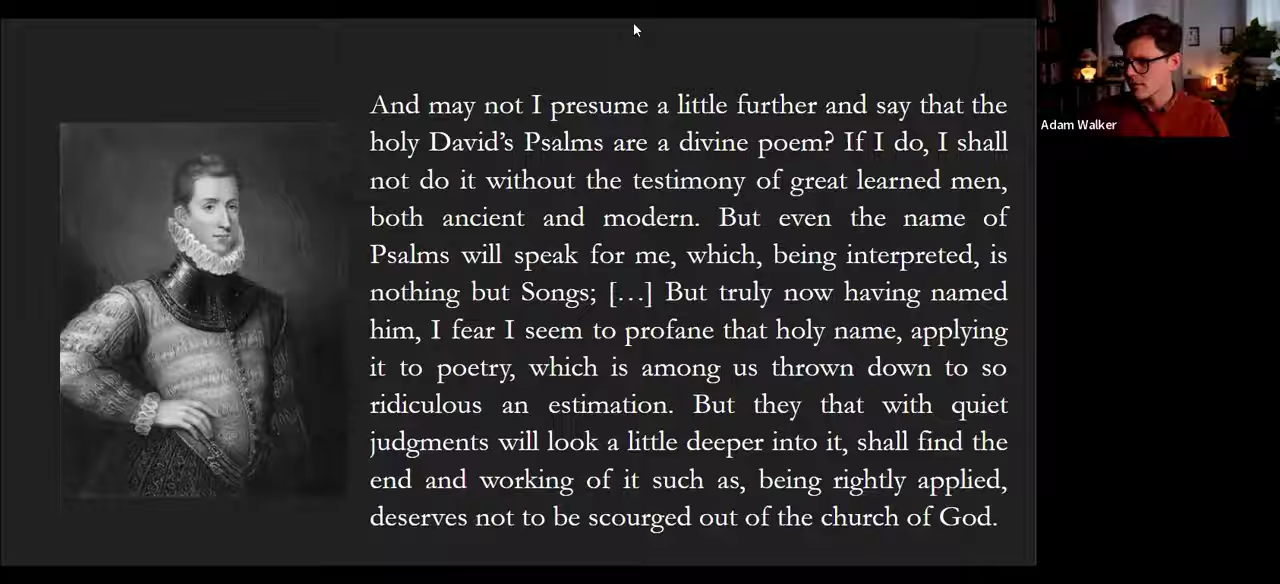 And may not I presume a little further and say that the
holy David's Psalms are a divine poem? If I do, I shall
not do it without the testimony of great learned men,
both ancient and modern. But even the name of
Psalms will speak for me, which, being interpreted, is
nothing but Songs; […] But truly now having named
him, I fear I seem to profane that holy name, applying
it to poetry, which is among us thrown down to so
ridiculous an estimation. But they that with quiet
judgments will look a little deeper into it, shall find the
end and working of it such as, being rightly applied,
deserves not to be scourged out of the church of God.
Adam Walker